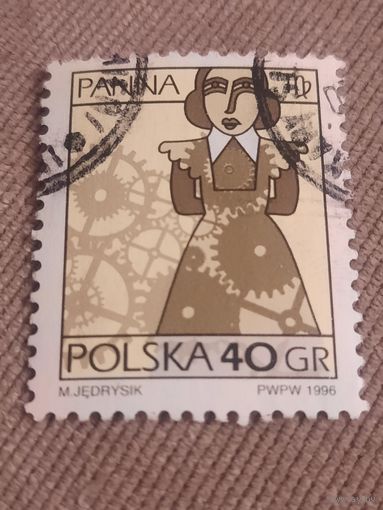 PANNA ♍
POLSKA 40 GR
M.JĘDRYSIK PWPW 1996